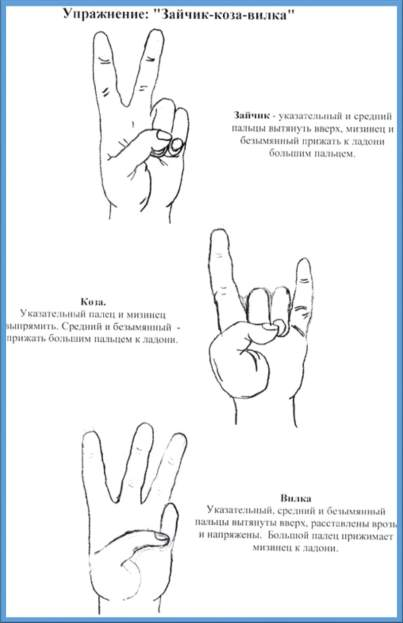 Упражнение: "Зайчик-коза-вилка"
Зайчик - указательный и средний
пальцы вытянуть вверх, мизинец и
безымянный прижать к ладони
большим пальцем.
Коза.
Указательный палец и мизинец
выпрямить. Средний и безымянный -
прижать большим пальцем к ладони.
Вилка
Указательный, средний и безымянный
пальцы вытянуты вверх, расставлены врозь
и напряжены. Большой палец прижимает
мизинец к ладони.